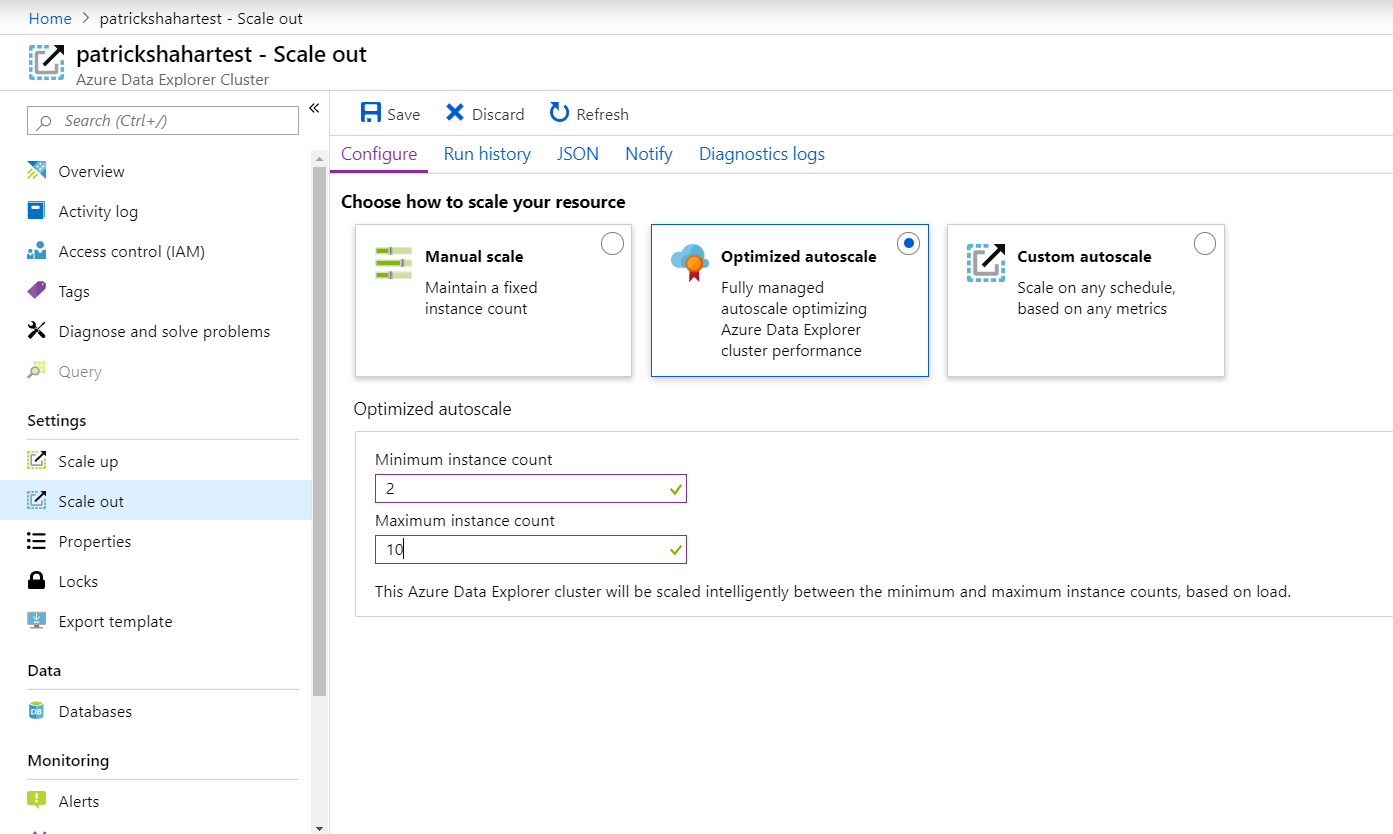 Home > patrickshahartest - Scale out
patrickshahartest - Scale out
Azure Data Explorer Cluster
Search (Ctrl+/)
«
Overview
Activity log
Access control (IAM)
Tags
Diagnose and solve problems
Query
Settings
Scale up
Scale out
Properties
Locks
Export template
Data
DB
Databases
Monitoring
Alerts
Save
Discard
Refresh
Configure
Run history
JSON
Notify
Diagnostics logs
Choose how to scale your resource
Manual scale
Maintain a fixed
instance count
Optimized autoscale
Fully managed
autoscale optimizing
Azure Data Explorer
cluster performance
Custom autoscale
Scale on any schedule,
based on any metrics
Optimized autoscale
Minimum instance count
2
Maximum instance count
10
This Azure Data Explorer cluster will be scaled intelligently between the minimum and maximum instance counts, based on load.